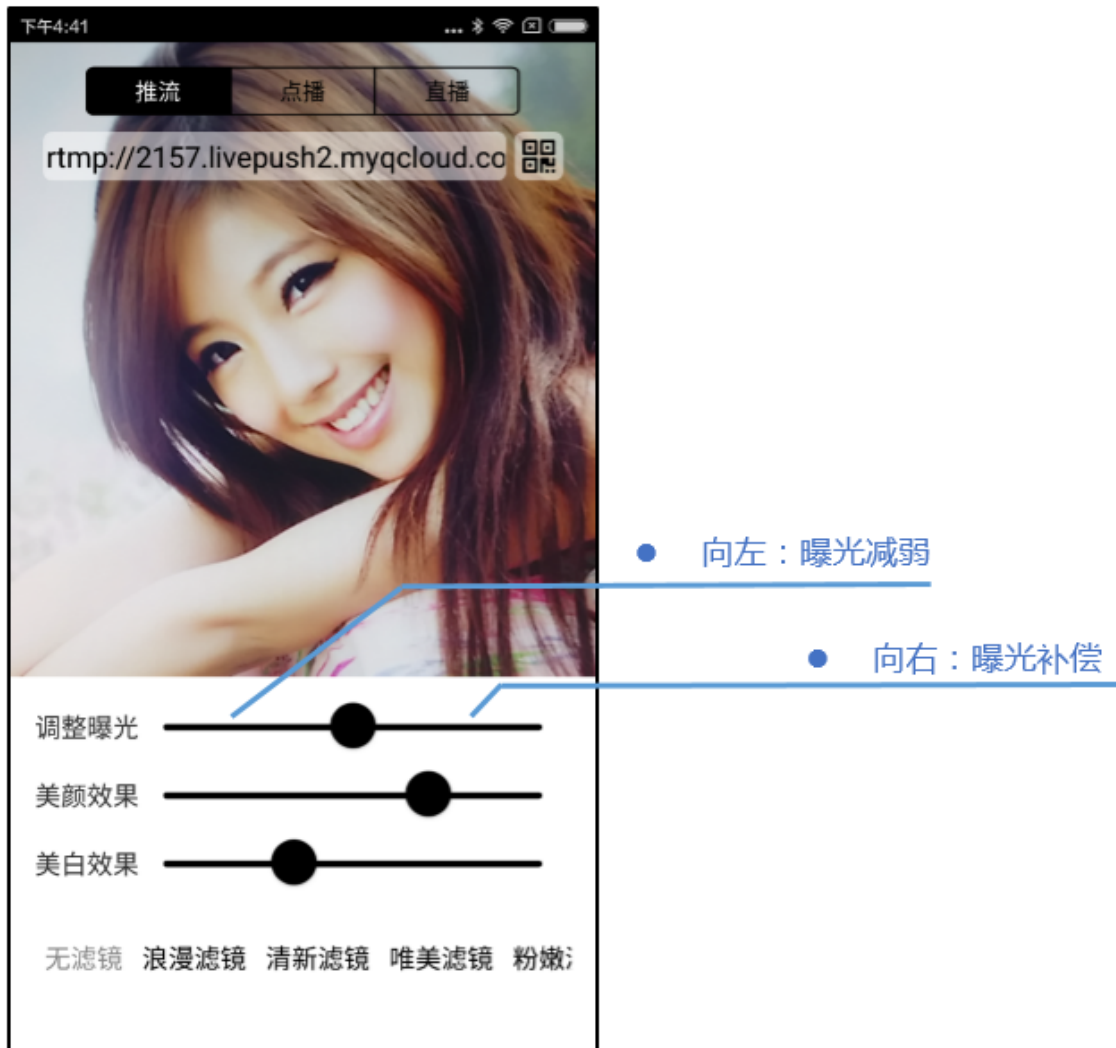 下午4:41
推流 点播 直播
rtmp://2157.livepush2.myqcloud.co
● 向左：曝光减弱
● 向右：曝光补偿
调整曝光
美颜效果
美白效果
无滤镜 浪漫滤镜 清新滤镜 唯美滤镜 粉嫩